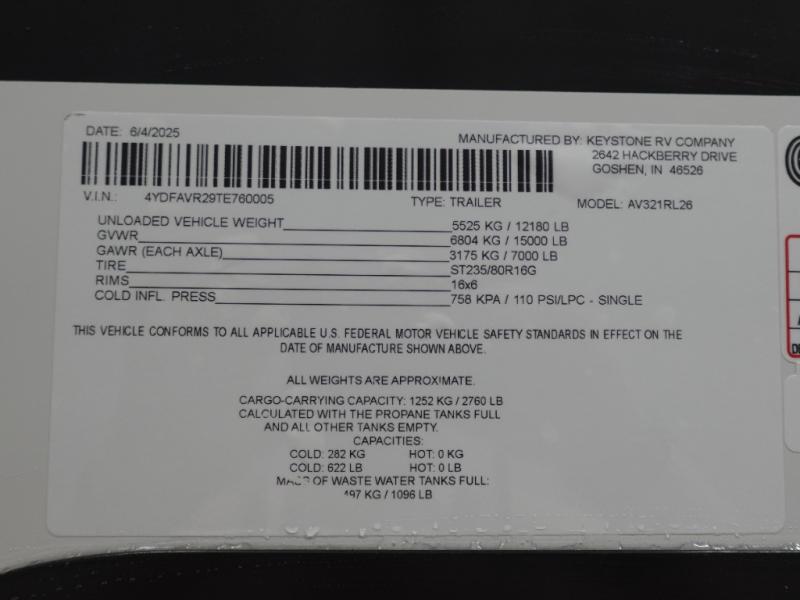 DATE: 6/4/2025
MANUFACTURED BY: KEYSTONE RV COMPANY
2642 HACKBERRY DRIVE
GOSHEN, IN 46526
V.I.N. 4YDFAVR29TE760005 TYPE: TRAILER MODEL: AV321RL26
UNLOADED VEHICLE WEIGHT 5525 KG / 12180 LB
GVWR 6804 KG / 15000 LB
GAWR (EACH AXLE) 3175 KG / 7000 LB
TIRE ST235/80R16G
RIMS 16x6
COLD INFL. PRESS 758 KPA / 110 PSI/LPC - SINGLE
THIS VEHICLE CONFORMS TO ALL APPLICABLE U.S. FEDERAL MOTOR VEHICLE SAFETY STANDARDS IN EFFECT ON THE
DATE OF MANUFACTURE SHOWN ABOVE.
ALL WEIGHTS ARE APPROXIMATE.
CARGO-CARRYING CAPACITY: 1252 KG / 2760 LB
CALCULATED WITH THE PROPANE TANKS FULL
AND ALL OTHER TANKS EMPTY.
CAPACITIES:
COLD: 282 KG HOT: 0 KG
COLD: 622 LB HOT: 0 LB
OF WASTE WATER TANKS FULL:
497 KG / 1096 LB